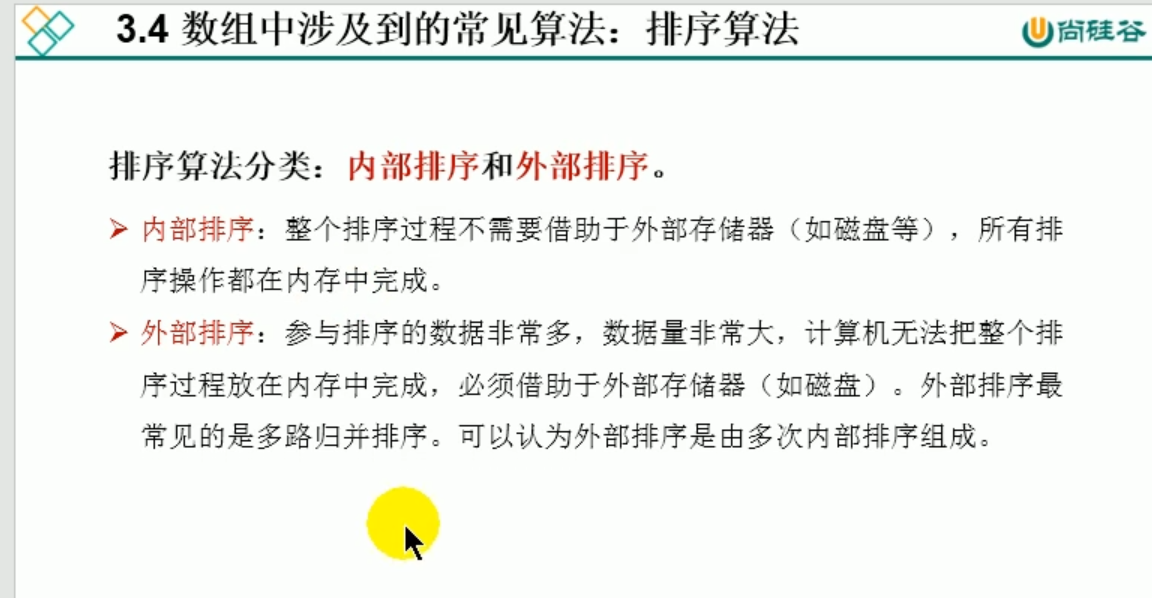 3.4 数组中涉及到的常见算法：排序算法
尚硅谷
排序算法分类：内部排序和外部排序。
内部排序：整个排序过程不需要借助于外部存储器（如磁盘等），所有排
序操作都在内存中完成。
外部排序：参与排序的数据非常多，数据量非常大，计算机无法把整个排
序过程放在内存中完成，必须借助于外部存储器（如磁盘）。外部排序最
常见的是多路归并排序。可以认为外部排序是由多次内部排序组成。